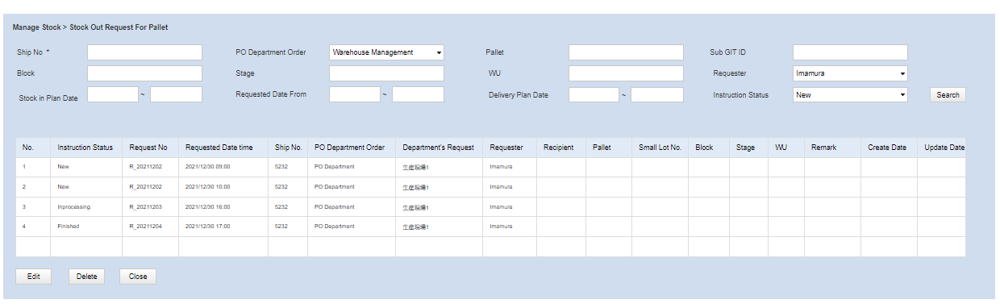 Manage Stock > Stock Out Request For Pallet
Ship No * PO Department Order Warehouse Management Pallet Sub GIT ID
Block Stage WU Requester Imamura
Stock in Plan Date ~ Requested Date From ~ Delivery Plan Date ~ Instruction Status New Search
No. Instruction Status Request No Requested Date time Ship No. PO Department Order Department's Request Requester Recipient Pallet Small Lot No. Block Stage WU Remark Create Date Update Date
1 New R_20211202 2021/12/30 09:00 5232 PO Department 生産現場1 Imamura
2 New R_20211202 2021/12/30 10:00 5232 PO Department 生産現場1 Imamura
3 Inprocessing R_20211203 2021/12/30 16:00 5232 PO Department 生産現場1 Imamura
4 Finished R_20211204 2021/12/30 17:00 5232 PO Department 生産現場1 Imamura
Edit Delete Close